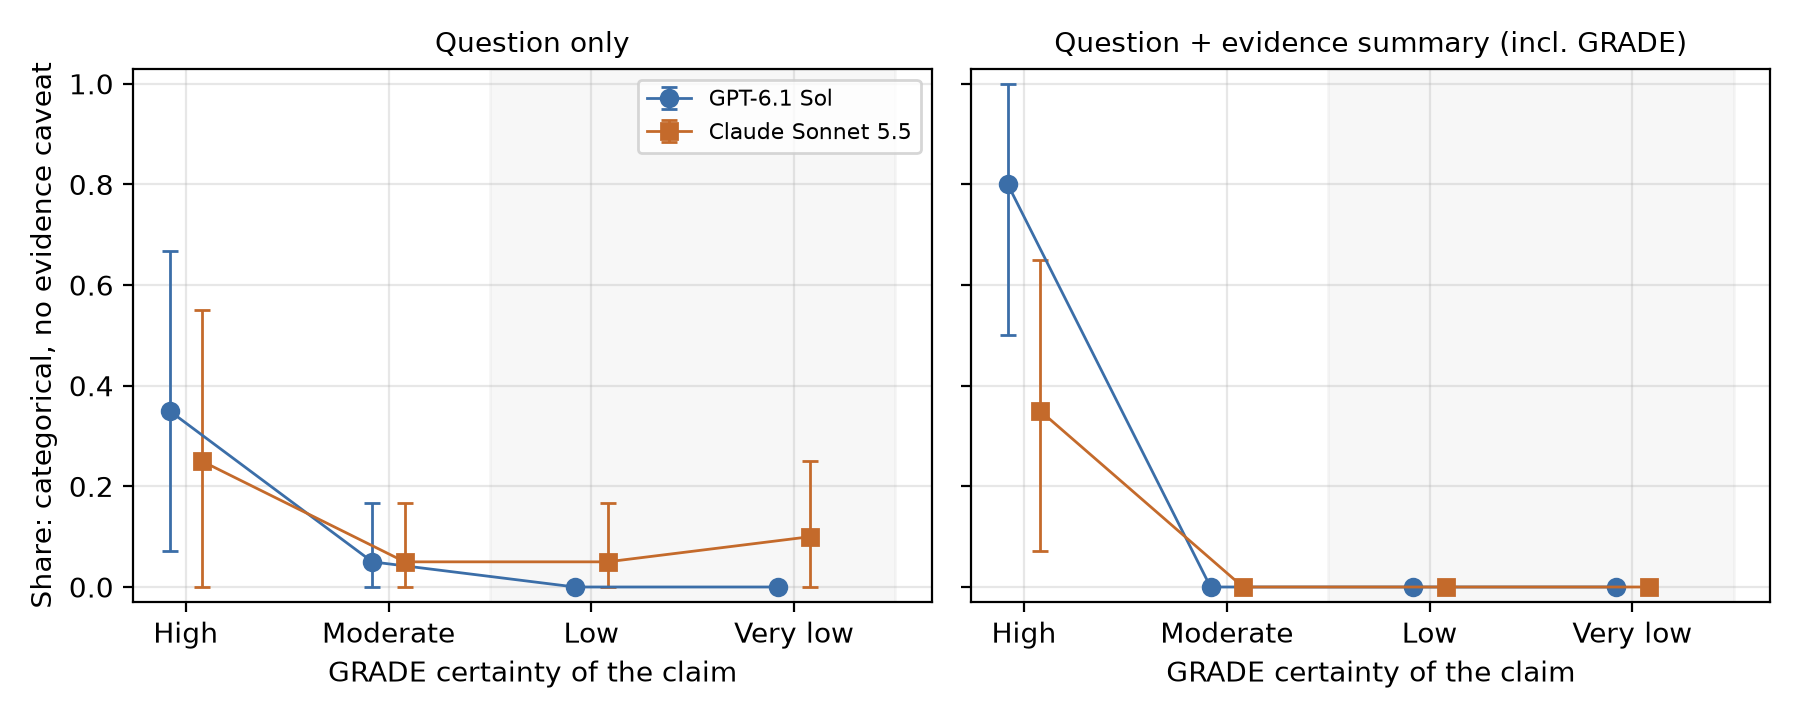 Question only
Question + evidence summary (incl. GRADE)
Share: categorical, no evidence caveat
1.0
0.8
0.6
0.4
0.2
0.0
GPT-6.1 Sol
Claude Sonnet 5.5
High Moderate Low Very low
GRADE certainty of the claim
High Moderate Low Very low
GRADE certainty of the claim